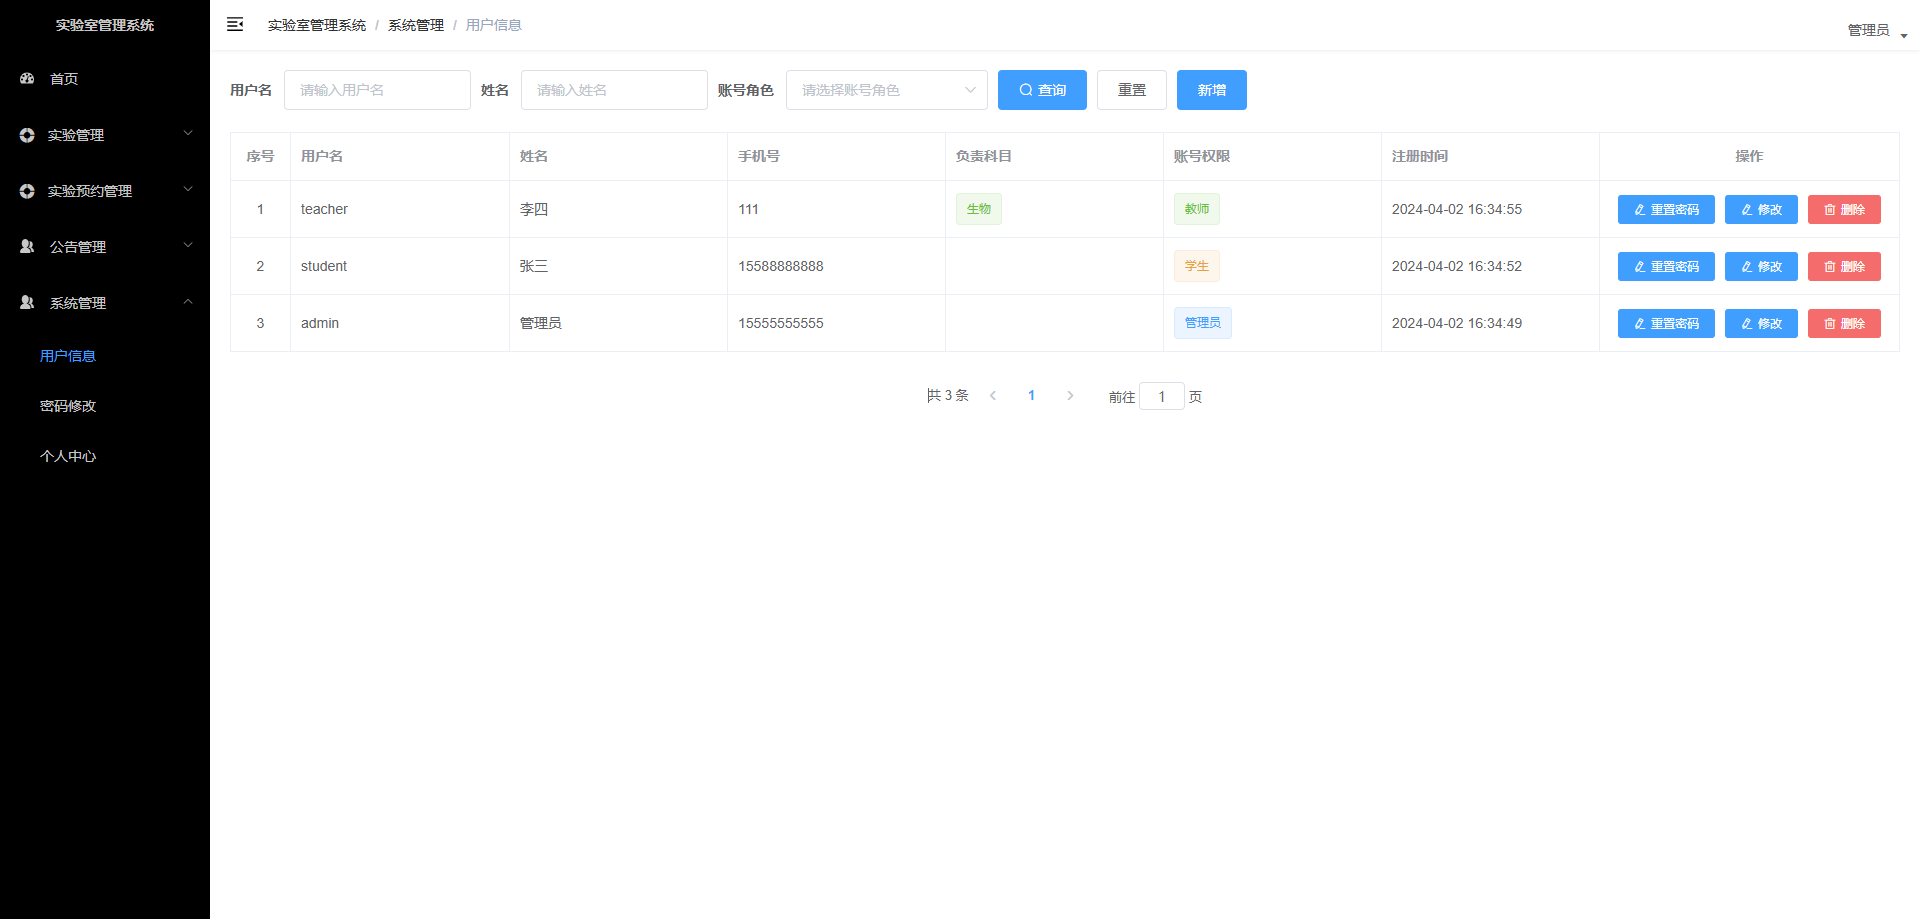 实验室管理系统
首页
实验管理
实验预约管理
公告管理
系统管理
用户信息
密码修改
个人中心
实验室管理系统 / 系统管理 / 用户信息
管理员
用户名 请输入用户名 姓名 请输入姓名 账号角色 请选择账号角色 查询 重置 新增
序号 用户名 姓名 手机号 负责科目 账号权限 注册时间 操作
1 teacher 李四 111 生物 教师 2024-04-02 16:34:55 重置密码 修改 删除
2 student 张三 15588888888 学生 2024-04-02 16:34:52 重置密码 修改 删除
3 admin 管理员 15555555555 管理员 2024-04-02 16:34:49 重置密码 修改 删除
共 3 条 1 前往 1 页